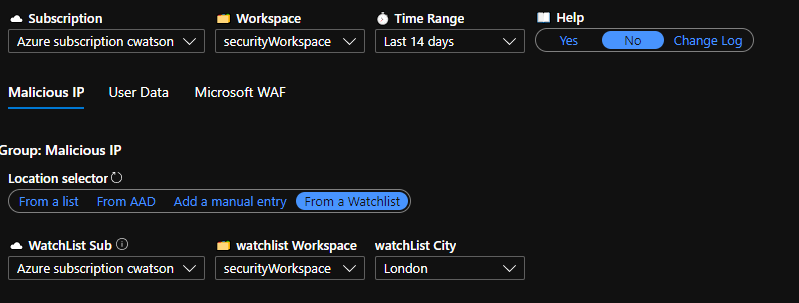 Subscription Workspace Time Range Help
Azure subscription cwatson securityWorkspace Last 14 days Yes No Change Log
Malicious IP User Data Microsoft WAF
Group: Malicious IP
Location selector
From a list From AAD Add a manual entry From a Watchlist
WatchList Sub watchlist Workspace watchList City
Azure subscription cwatson securityWorkspace London